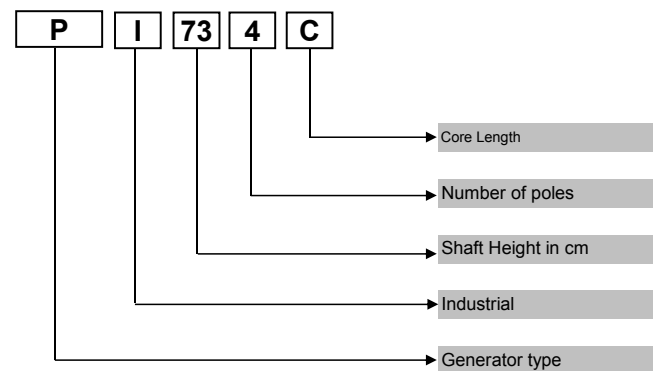 P I 73 4 C
Core Length
Number of poles
Shaft Height in cm
Industrial
Generator type